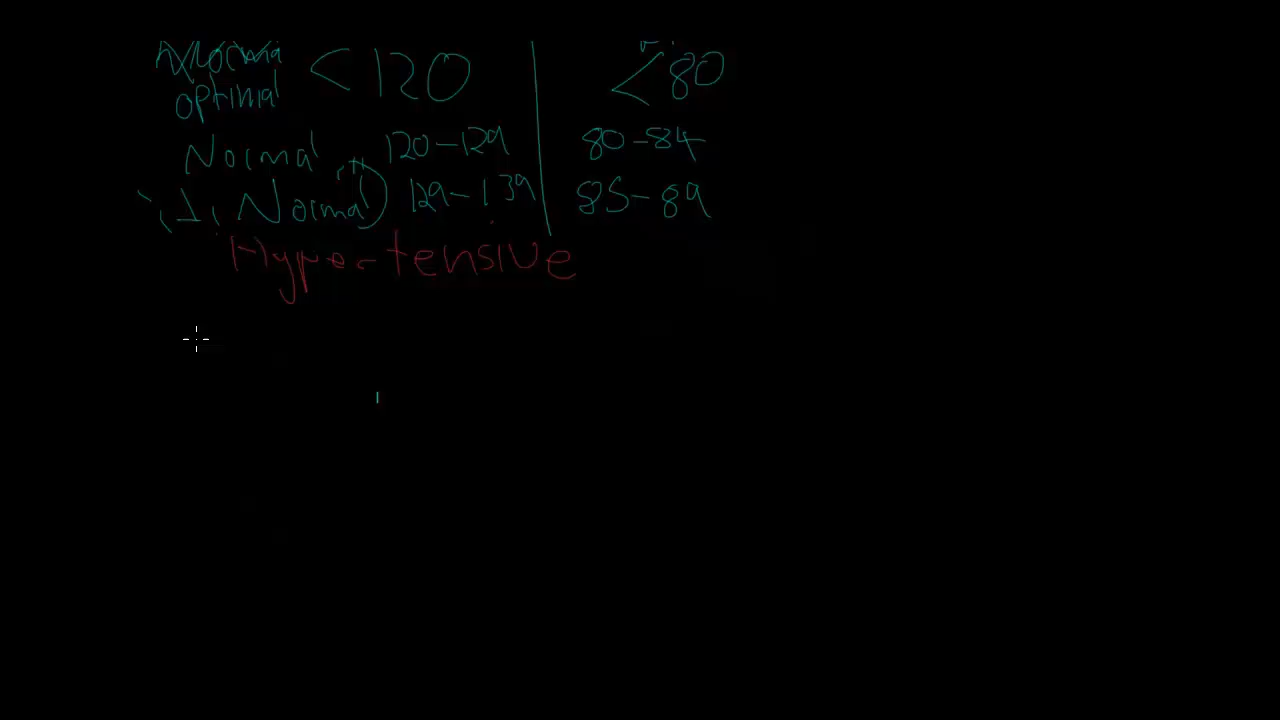 optimal <120 <80
Normal 120-129 80-84
Normal 129-139 85-89
Hypertensive